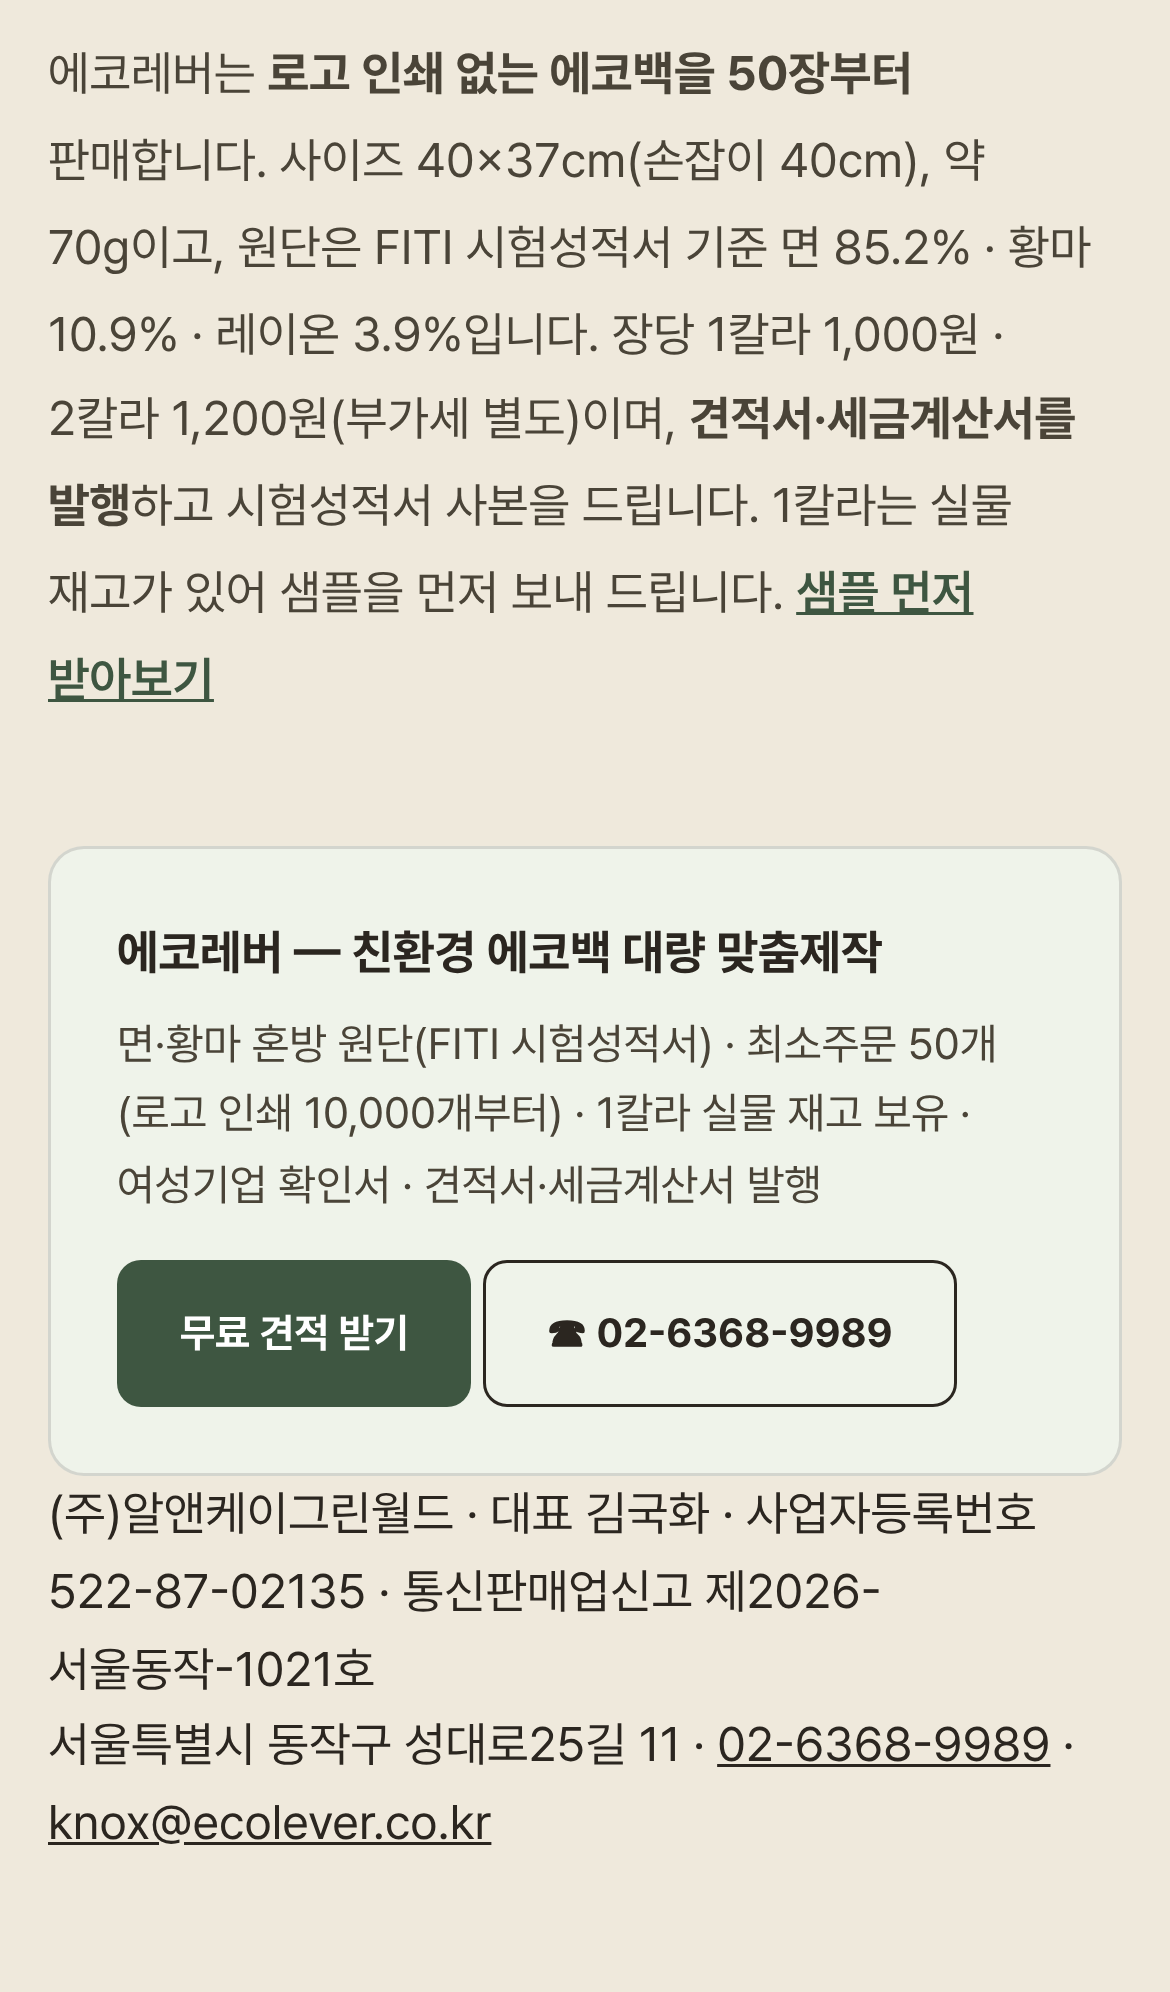 에코레버는 로고 인쇄 없는 에코백을 50장부터
판매합니다. 사이즈 40×37cm(손잡이 40cm), 약
70g이고, 원단은 FITI 시험성적서 기준 면 85.2% · 황마
10.9% · 레이온 3.9%입니다. 장당 1칼라 1,000원 ·
2칼라 1,200원(부가세 별도)이며, 견적서·세금계산서를
발행하고 시험성적서 사본을 드립니다. 1칼라는 실물
재고가 있어 샘플을 먼저 보내 드립니다. 샘플 먼저
받아보기
에코레버 — 친환경 에코백 대량 맞춤제작
면·황마 혼방 원단(FITI 시험성적서) · 최소주문 50개
(로고 인쇄 10,000개부터) · 1칼라 실물 재고 보유 ·
여성기업 확인서 · 견적서·세금계산서 발행
무료 견적 받기
☎ 02-6368-9989
(주)알앤케이그린월드 · 대표 김국화 · 사업자등록번호
522-87-02135 · 통신판매업신고 제2026-
서울동작-1021호
서울특별시 동작구 성대로25길 11 · 02-6368-9989 ·
knox@ecolever.co.kr